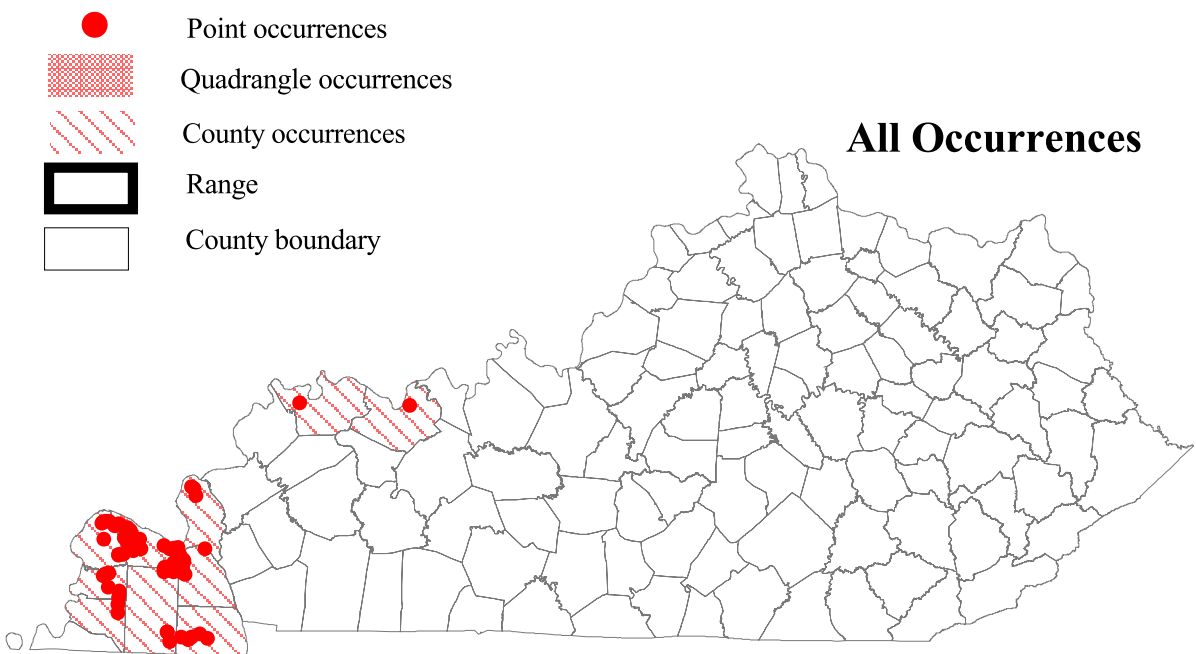 Point occurrences
Quadrangle occurrences
County occurrences
Range
County boundary
All Occurrences